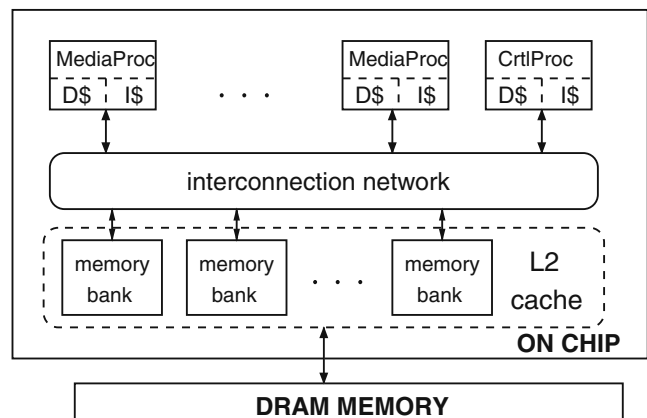 MediaProc MediaProc CrtlProc
D$ I$ . . . D$ I$ D$ I$
interconnection network
memory memory memory L2
bank bank . . . bank cache
ON CHIP
DRAM MEMORY